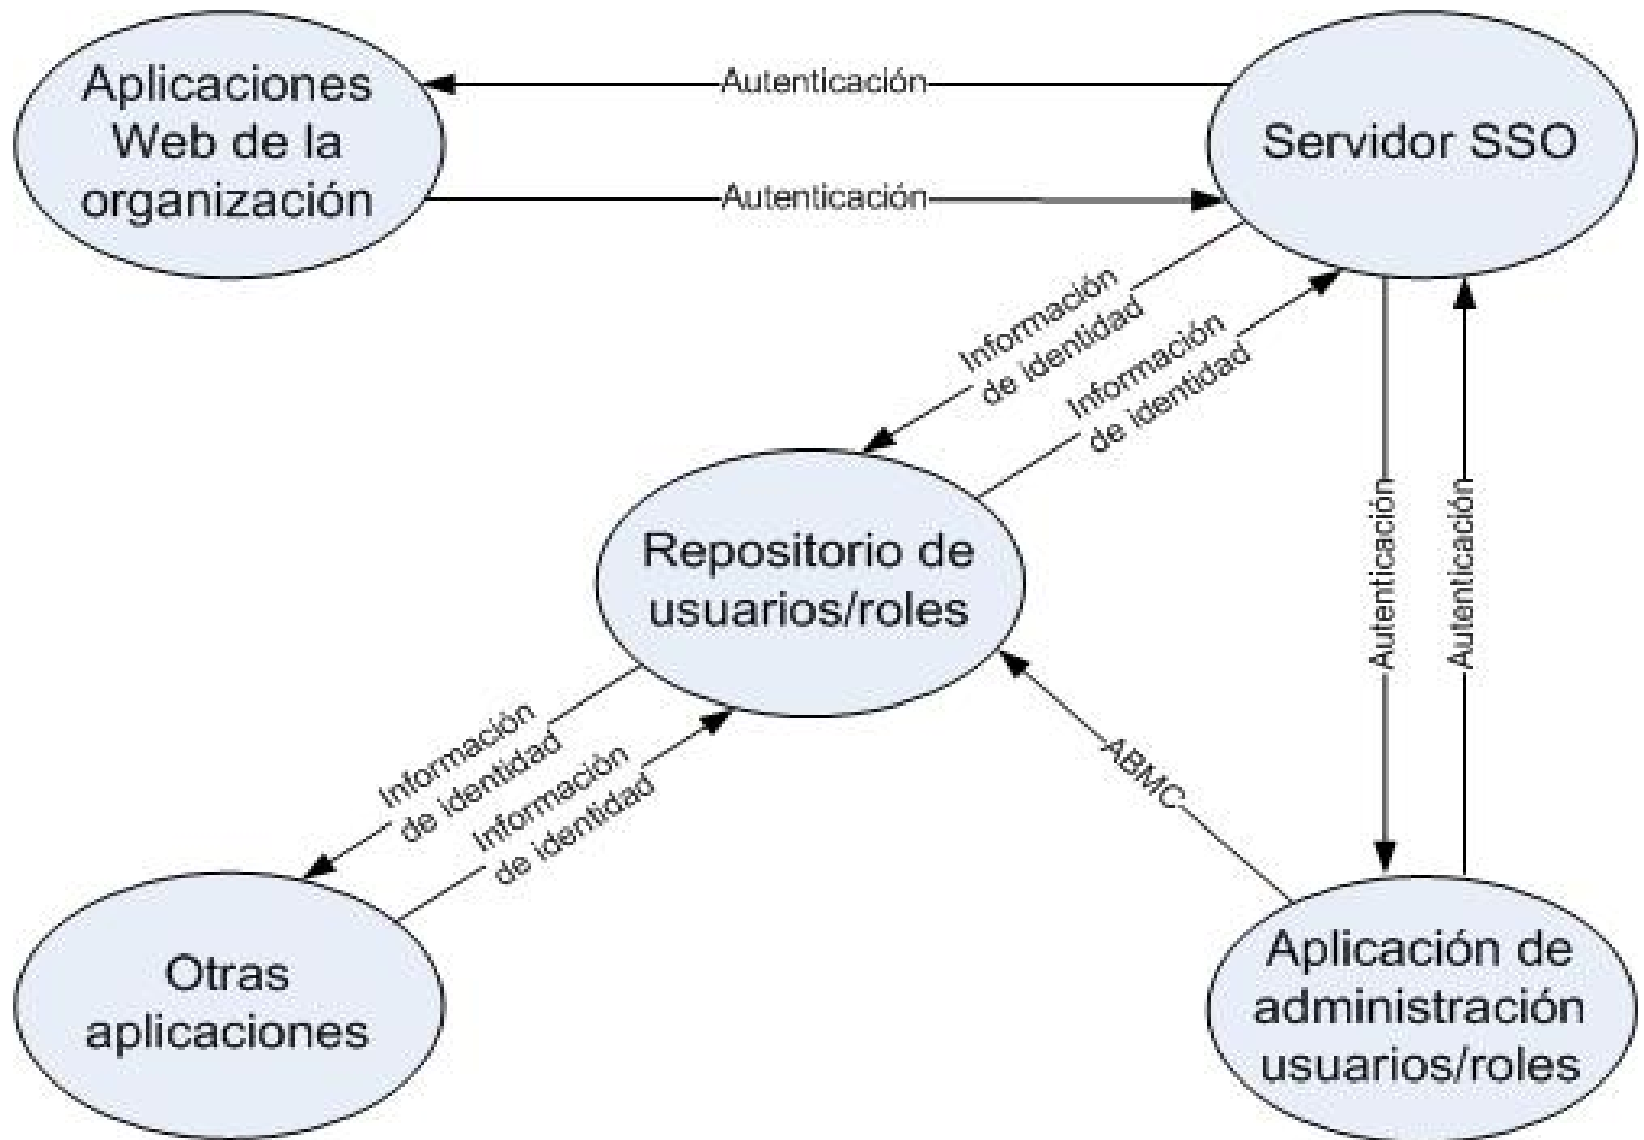 Aplicaciones
Web de la
organización
Autenticación
Autenticación
Servidor SSO
Información
de identidad
Información
de identidad
Autenticación
Autenticación
Repositorio de
usuarios/roles
Información
de identidad
Información
de identidad
ABMC
Otras
aplicaciones
Aplicación de
administración
usuarios/roles